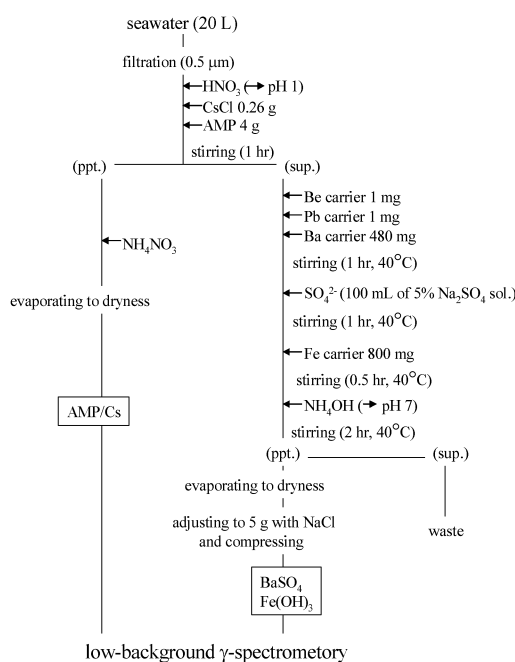 seawater (20 L)
filtration (0.5 μm)
HNO₃ (→ pH 1)
CsCl 0.26 g
AMP 4 g
stirring (1 hr)
(ppt.)
(sup.)
Be carrier 1 mg
Pb carrier 1 mg
Ba carrier 480 mg
NH₄NO₃
stirring (1 hr, 40°C)
evaporating to dryness
SO₄²⁻ (100 mL of 5% Na₂SO₄ sol.)
stirring (1 hr, 40°C)
Fe carrier 800 mg
stirring (0.5 hr, 40°C)
AMP/Cs
NH₄OH (→ pH 7)
stirring (2 hr, 40°C)
(ppt.)
(sup.)
evaporating to dryness
adjusting to 5 g with NaCl
and compressing
waste
BaSO₄
Fe(OH)₃
low-background γ-spectrometory